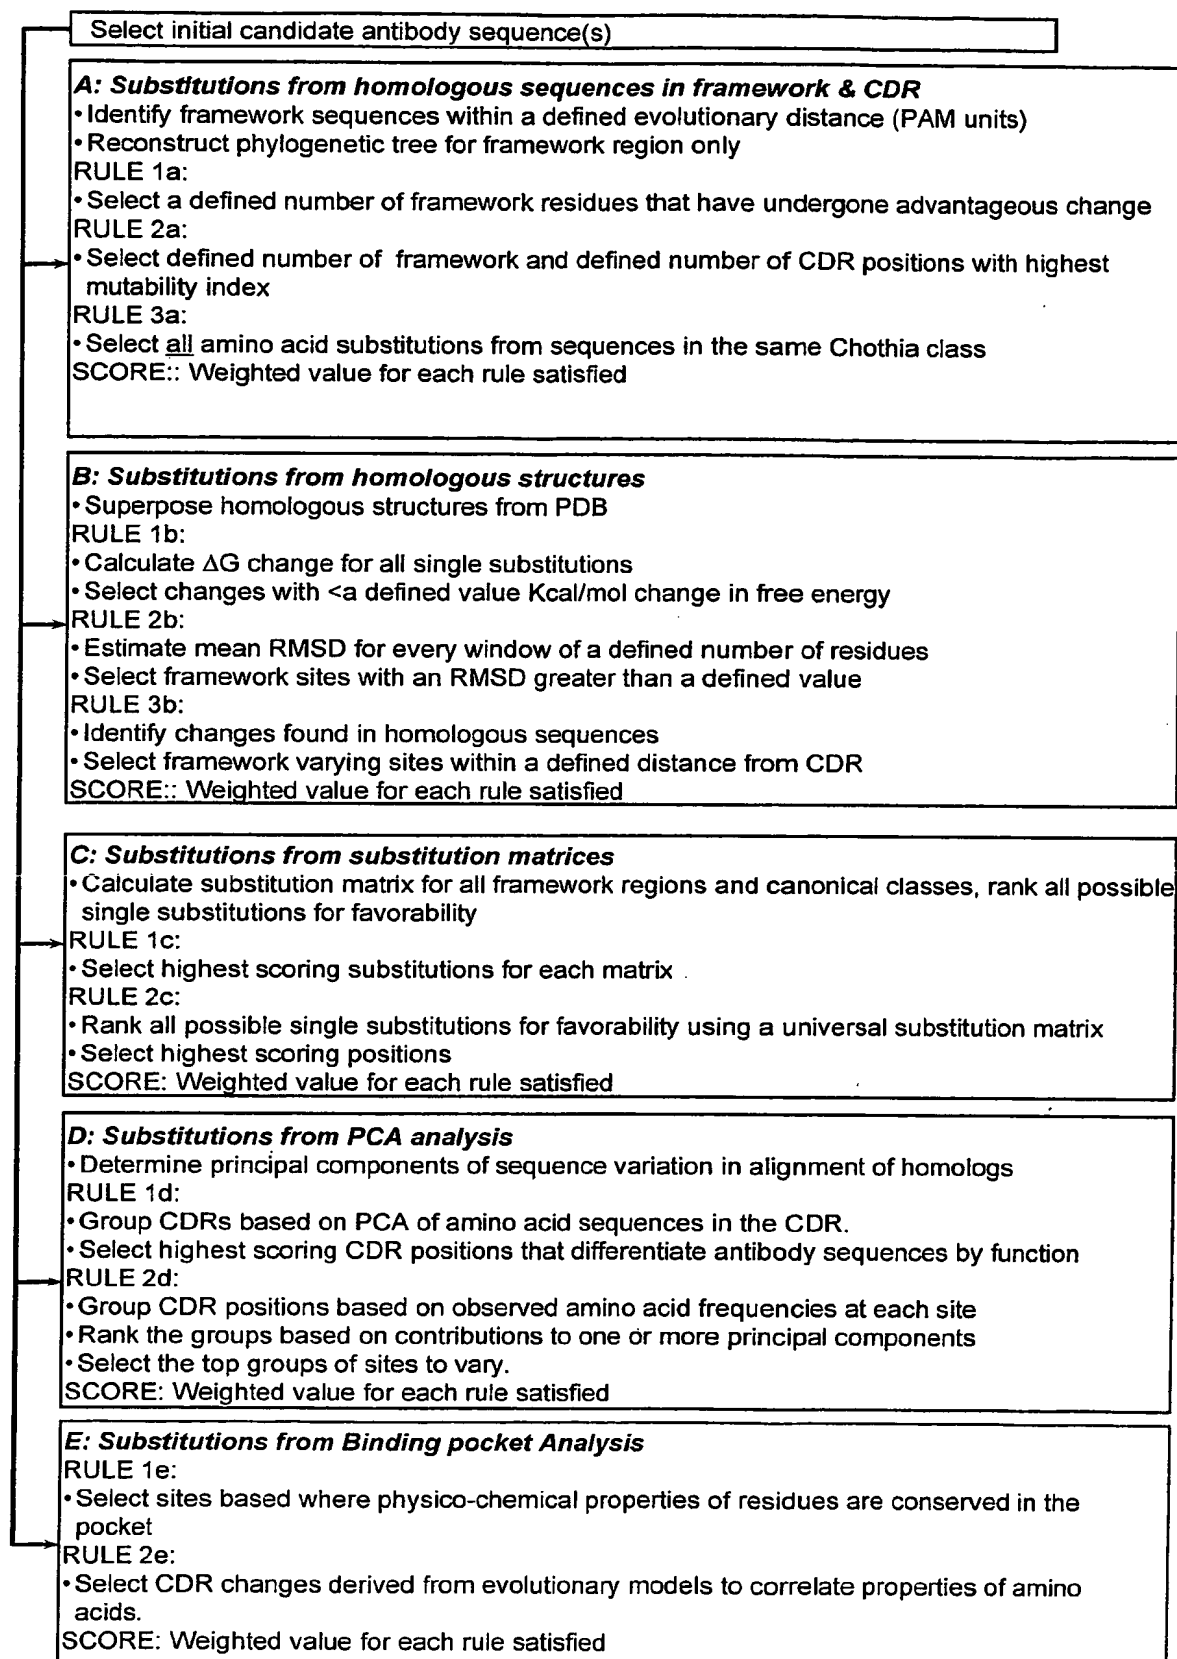 Select initial candidate antibody sequence(s)
A: Substitutions from homologous sequences in framework & CDR
• Identify framework sequences within a defined evolutionary distance (PAM units)
• Reconstruct phylogenetic tree for framework region only
RULE 1a:
• Select a defined number of framework residues that have undergone advantageous change
RULE 2a:
• Select defined number of framework and defined number of CDR positions with highest
mutability index
RULE 3a:
• Select all amino acid substitutions from sequences in the same Chothia class
SCORE:: Weighted value for each rule satisfied
B: Substitutions from homologous structures
• Superpose homologous structures from PDB
RULE 1b:
• Calculate ΔG change for all single substitutions
• Select changes with <a defined value Kcal/mol change in free energy
RULE 2b:
• Estimate mean RMSD for every window of a defined number of residues
• Select framework sites with an RMSD greater than a defined value
RULE 3b:
• Identify changes found in homologous sequences
• Select framework varying sites within a defined distance from CDR
SCORE:: Weighted value for each rule satisfied
C: Substitutions from substitution matrices
• Calculate substitution matrix for all framework regions and canonical classes, rank all possible
single substitutions for favorability
RULE 1c:
• Select highest scoring substitutions for each matrix
RULE 2c:
• Rank all possible single substitutions for favorability using a universal substitution matrix
• Select highest scoring positions
SCORE: Weighted value for each rule satisfied
D: Substitutions from PCA analysis
• Determine principal components of sequence variation in alignment of homologs
RULE 1d:
• Group CDRs based on PCA of amino acid sequences in the CDR.
• Select highest scoring CDR positions that differentiate antibody sequences by function
RULE 2d:
• Group CDR positions based on observed amino acid frequencies at each site
• Rank the groups based on contributions to one or more principal components
• Select the top groups of sites to vary.
SCORE: Weighted value for each rule satisfied
E: Substitutions from Binding pocket Analysis
RULE 1e:
• Select sites based where physico-chemical properties of residues are conserved in the
pocket
RULE 2e:
• Select CDR changes derived from evolutionary models to correlate properties of amino
acids.
SCORE: Weighted value for each rule satisfied